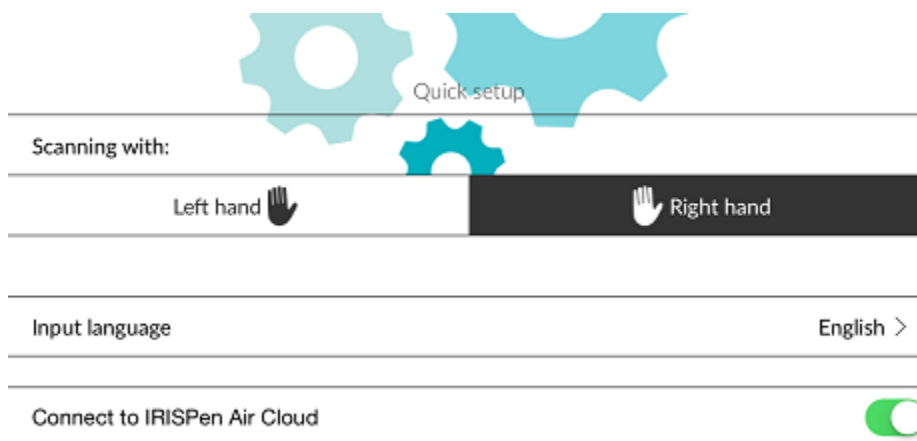 Quick setup
Scanning with:
Left hand Right hand
Input language English >
Connect to IRISPen Air Cloud